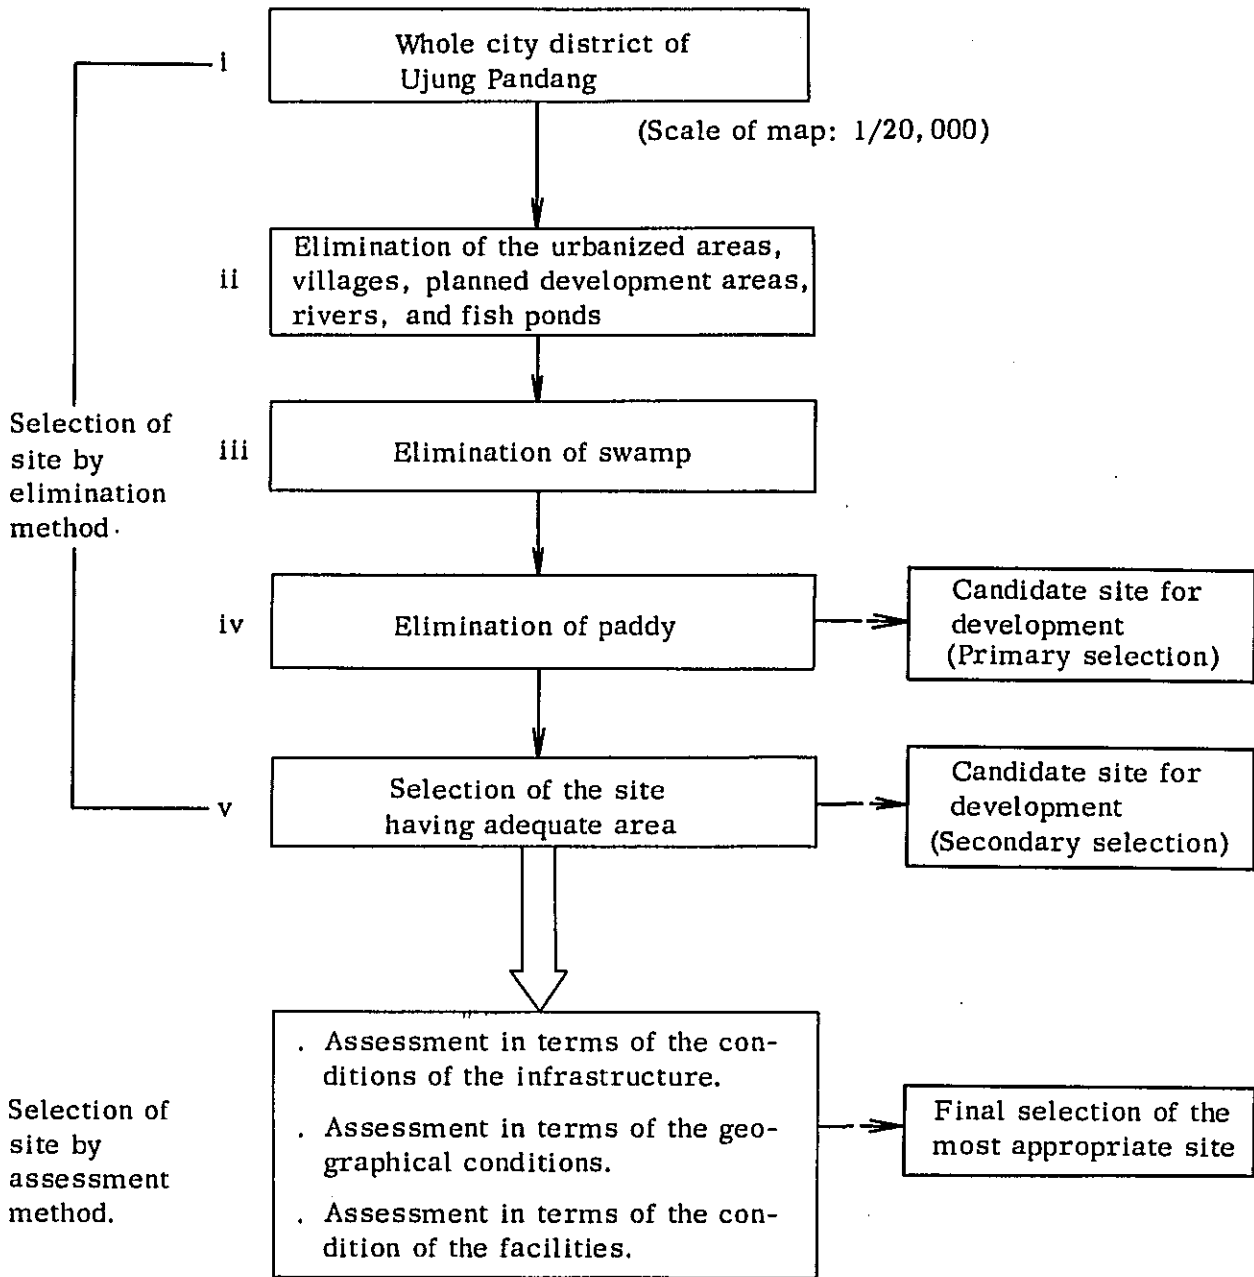 Whole city district of
Ujung Pandang
i
(Scale of map: 1/20,000)
Elimination of the urbanized areas,
villages, planned development areas,
rivers, and fish ponds
ii
Selection of
site by
elimination
method.
iii
Elimination of swamp
iv
Elimination of paddy
Candidate site for
development
(Primary selection)
v
Selection of the site
having adequate area
Candidate site for
development
(Secondary selection)
. Assessment in terms of the con-
ditions of the infrastructure.
. Assessment in terms of the geo-
graphical conditions.
. Assessment in terms of the con-
dition of the facilities.
Selection of
site by
assessment
method.
Final selection of the
most appropriate site